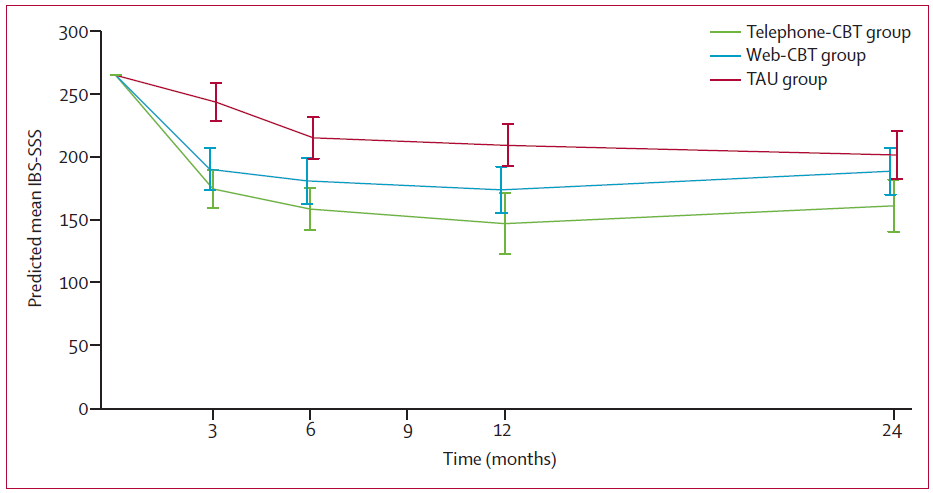 300
250
200
150
100
50
0
Predicted mean IBS-SSS
Telephone-CBT group
Web-CBT group
TAU group
3 6 9 12 24
Time (months)